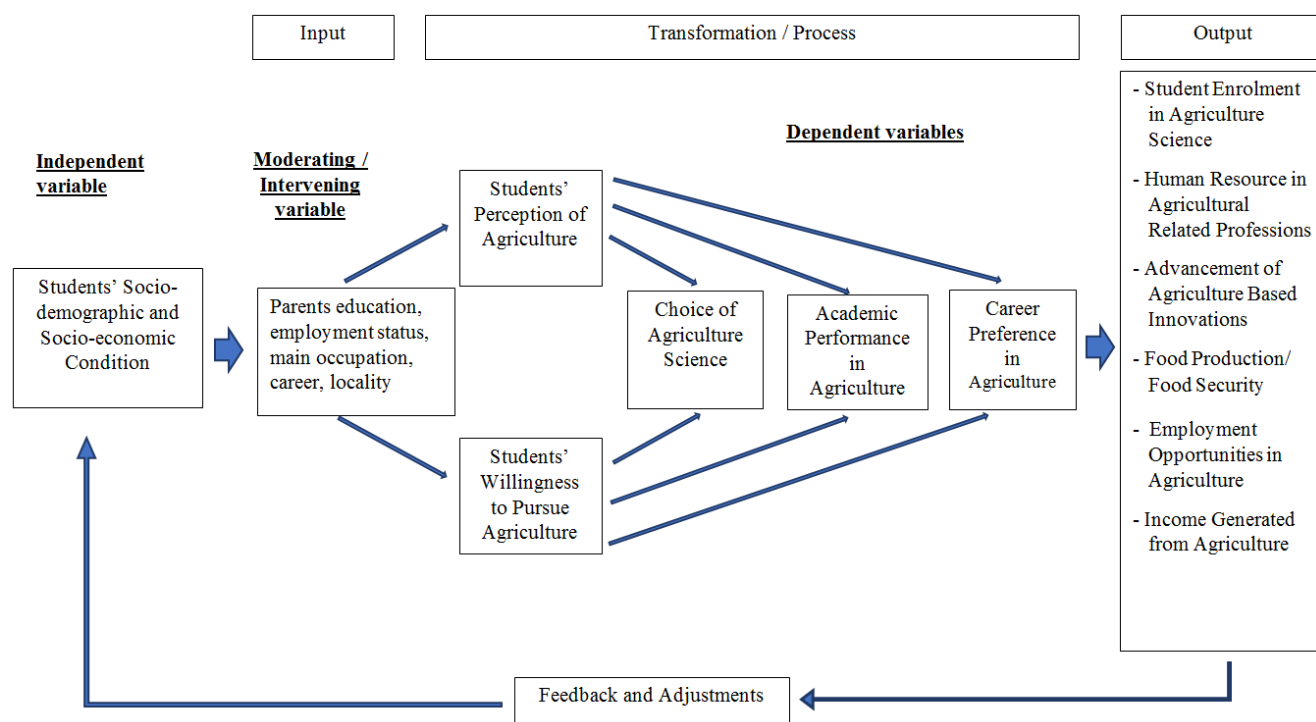 Input
Transformation / Process
Output
Independent
variable
Moderating /
Intervening
variable
Dependent variables
Students' Socio-
demographic and
Socio-economic
Condition
Parents education,
employment status,
main occupation,
career, locality
Students'
Perception of
Agriculture
Students'
Willingness
to Pursue
Agriculture
Choice of
Agriculture
Science
Academic
Performance
in
Agriculture
Career
Preference
in
Agriculture
- Student Enrolment
in Agriculture
Science
- Human Resource in
Agricultural
Related Professions
- Advancement of
Agriculture Based
Innovations
- Food Production/
Food Security
- Employment
Opportunities in
Agriculture
- Income Generated
from Agriculture
Feedback and Adjustments